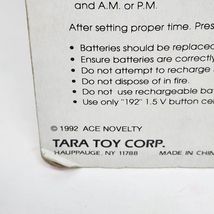 and A.M. or P.M.
After setting proper time. Pres
• Batteries should be replaced
• Ensure batteries are correctly
• Do not attempt to recharge
• Do not dispose of in fire.
• Do not use rechargeable bat
• Use only "192" 1.5 V button ce
© 1992 ACE NOVELTY
TARA TOY CORP.
HAUPPAUGE, NY 11788 MADE IN CHIN